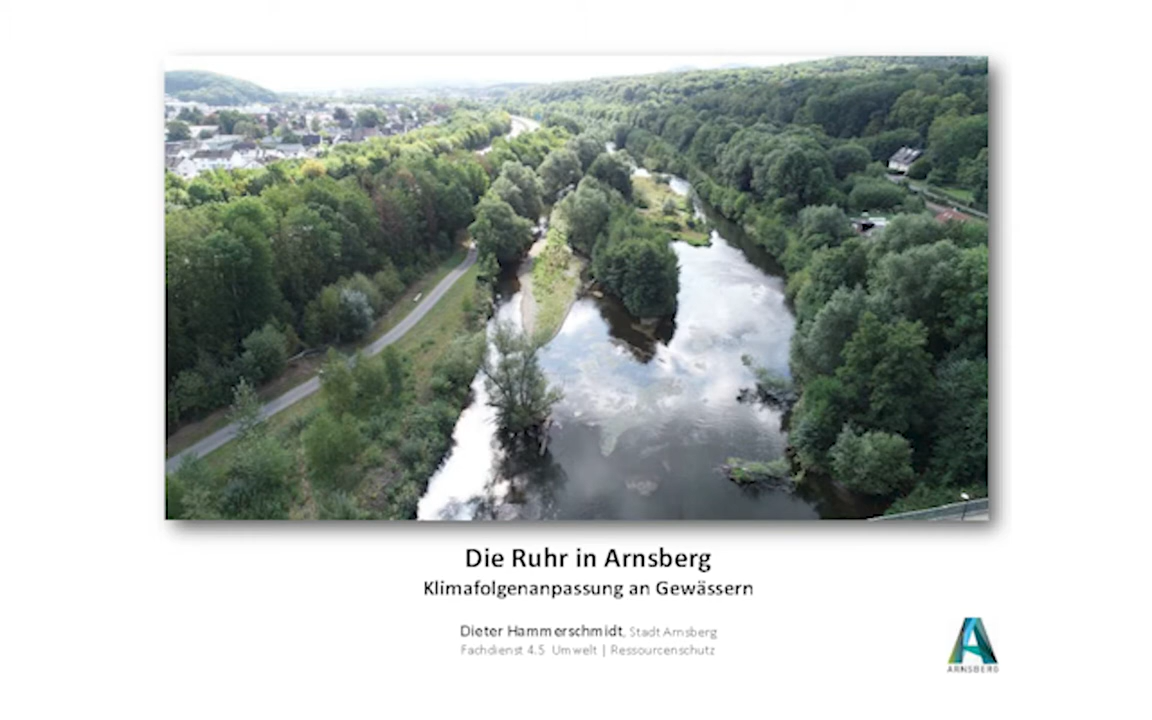 Die Ruhr in Arnsberg
Klimafolgenanpassung an Gewässern
Dieter Hammerschmidt, Stadt Arnsberg
Fachdienst 4.5 Umwelt | Ressourcenschutz
ARNSBERG